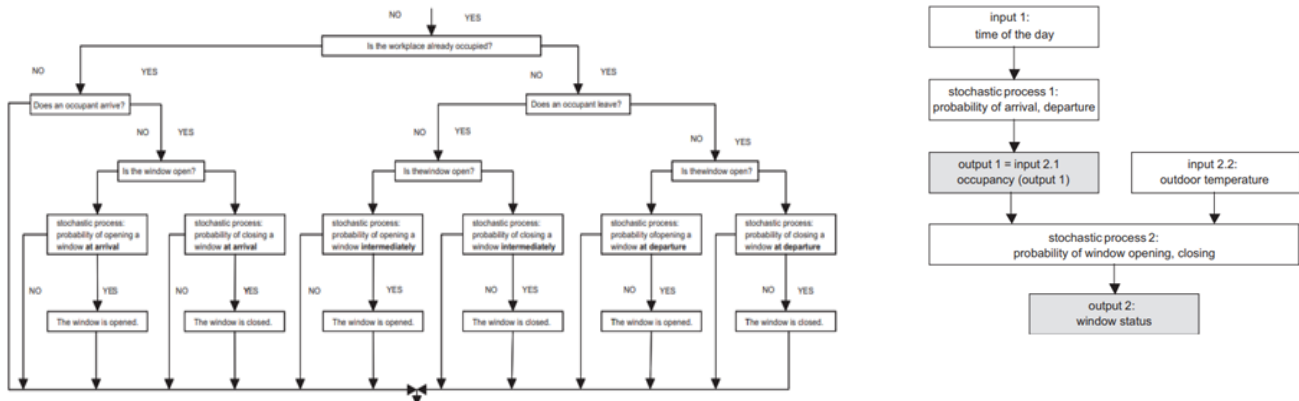 NO YES
Is the workplace already occupied?
NO YES NO YES
Does an occupant arrive? Does an occupant leave?
NO YES NO YES NO YES
Is the window open? Is thewindow open? Is thewindow open?
stochastic process:
probability of opening a
window at arrival
stochastic process:
probability of closing a
window at arrival
stochastic process:
probability of opening a
window intermediately
stochastic process:
probability of closing a
window intermediately
stochastic process:
probability ofopening a
window at departure
stochastic process:
probability of closing a
window at departure
NO YES NO YES NO YES NO YES NO YES NO YES
The window is opened. The window is closed. The window is opened. The window is closed. The window is opened. The window is closed.
input 1:
time of the day
stochastic process 1:
probability of arrival, departure
output 1 = input 2.1
occupancy (output 1)
input 2.2:
outdoor temperature
stochastic process 2:
probability of window opening, closing
output 2:
window status